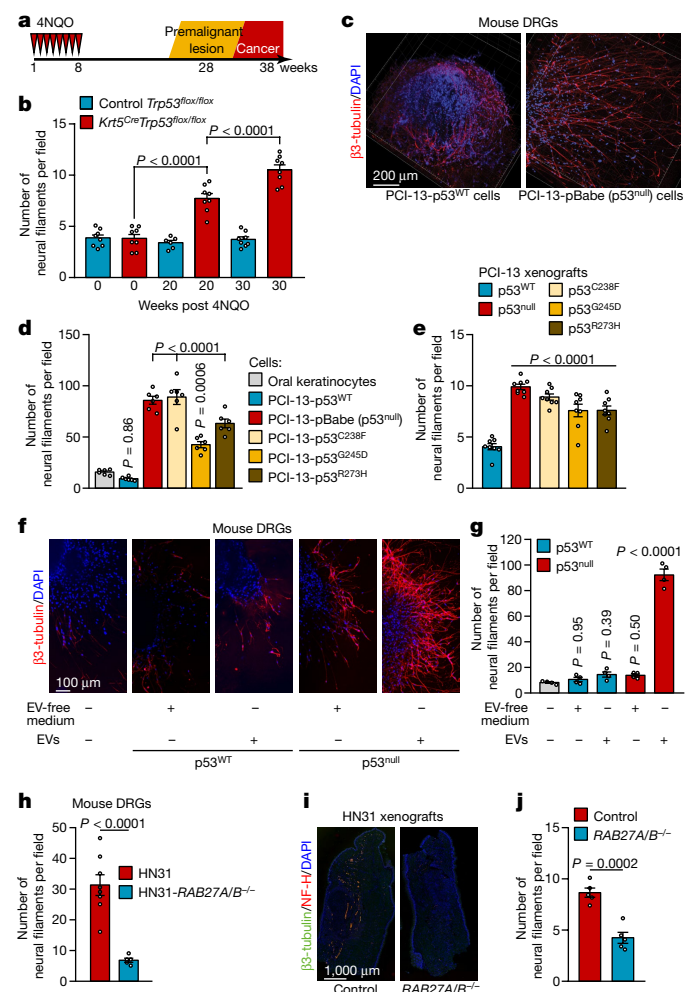 a
4NQO
Premalignant
lesion
Cancer
1 8 28 38 weeks
b
Control Trp53flox/flox
Krt5CreTrp53flox/flox
P < 0.0001
P < 0.0001
15
10
5
0
Number of
neural filaments per field
0 0 20 20 30 30
Weeks post 4NQO
c
Mouse DRGs
β3-tubulin/DAPI
200 μm
PCI-13-p53WT cells
PCI-13-pBabe (p53null) cells
d
150
100
50
0
Number of
neural filaments per field
P < 0.0001
P = 0.86
P = 0.0006
Cells:
Oral keratinocytes
PCI-13-p53WT
PCI-13-pBabe (p53null)
PCI-13-p53C238F
PCI-13-p53G245D
PCI-13-p53R273H
PCI-13 xenografts
p53WT
p53null
p53C238F
p53G245D
p53R273H
e
15
10
5
0
Number of
neural filaments per field
P < 0.0001
f
Mouse DRGs
β3-tubulin/DAPI
100 μm
EV-free
medium
– + – + –
EVs
– – + – +
p53WT
p53null
g
120
100
80
60
40
20
0
Number of
neural filaments per field
p53WT
p53null
P < 0.0001
P = 0.95
P = 0.39
P = 0.50
EV-free
medium
– + – + –
EVs
– – + – +
h
Mouse DRGs
P < 0.0001
50
40
30
20
10
0
Number of
neural filaments per field
HN31
HN31-RAB27A/B–/–
i
HN31 xenografts
β3-tubulin/NF-H/DAPI
1,000 μm
Control
RAB27A/B–/–
j
Control
RAB27A/B–/–
P = 0.0002
15
10
5
0
Number of
neural filaments per field